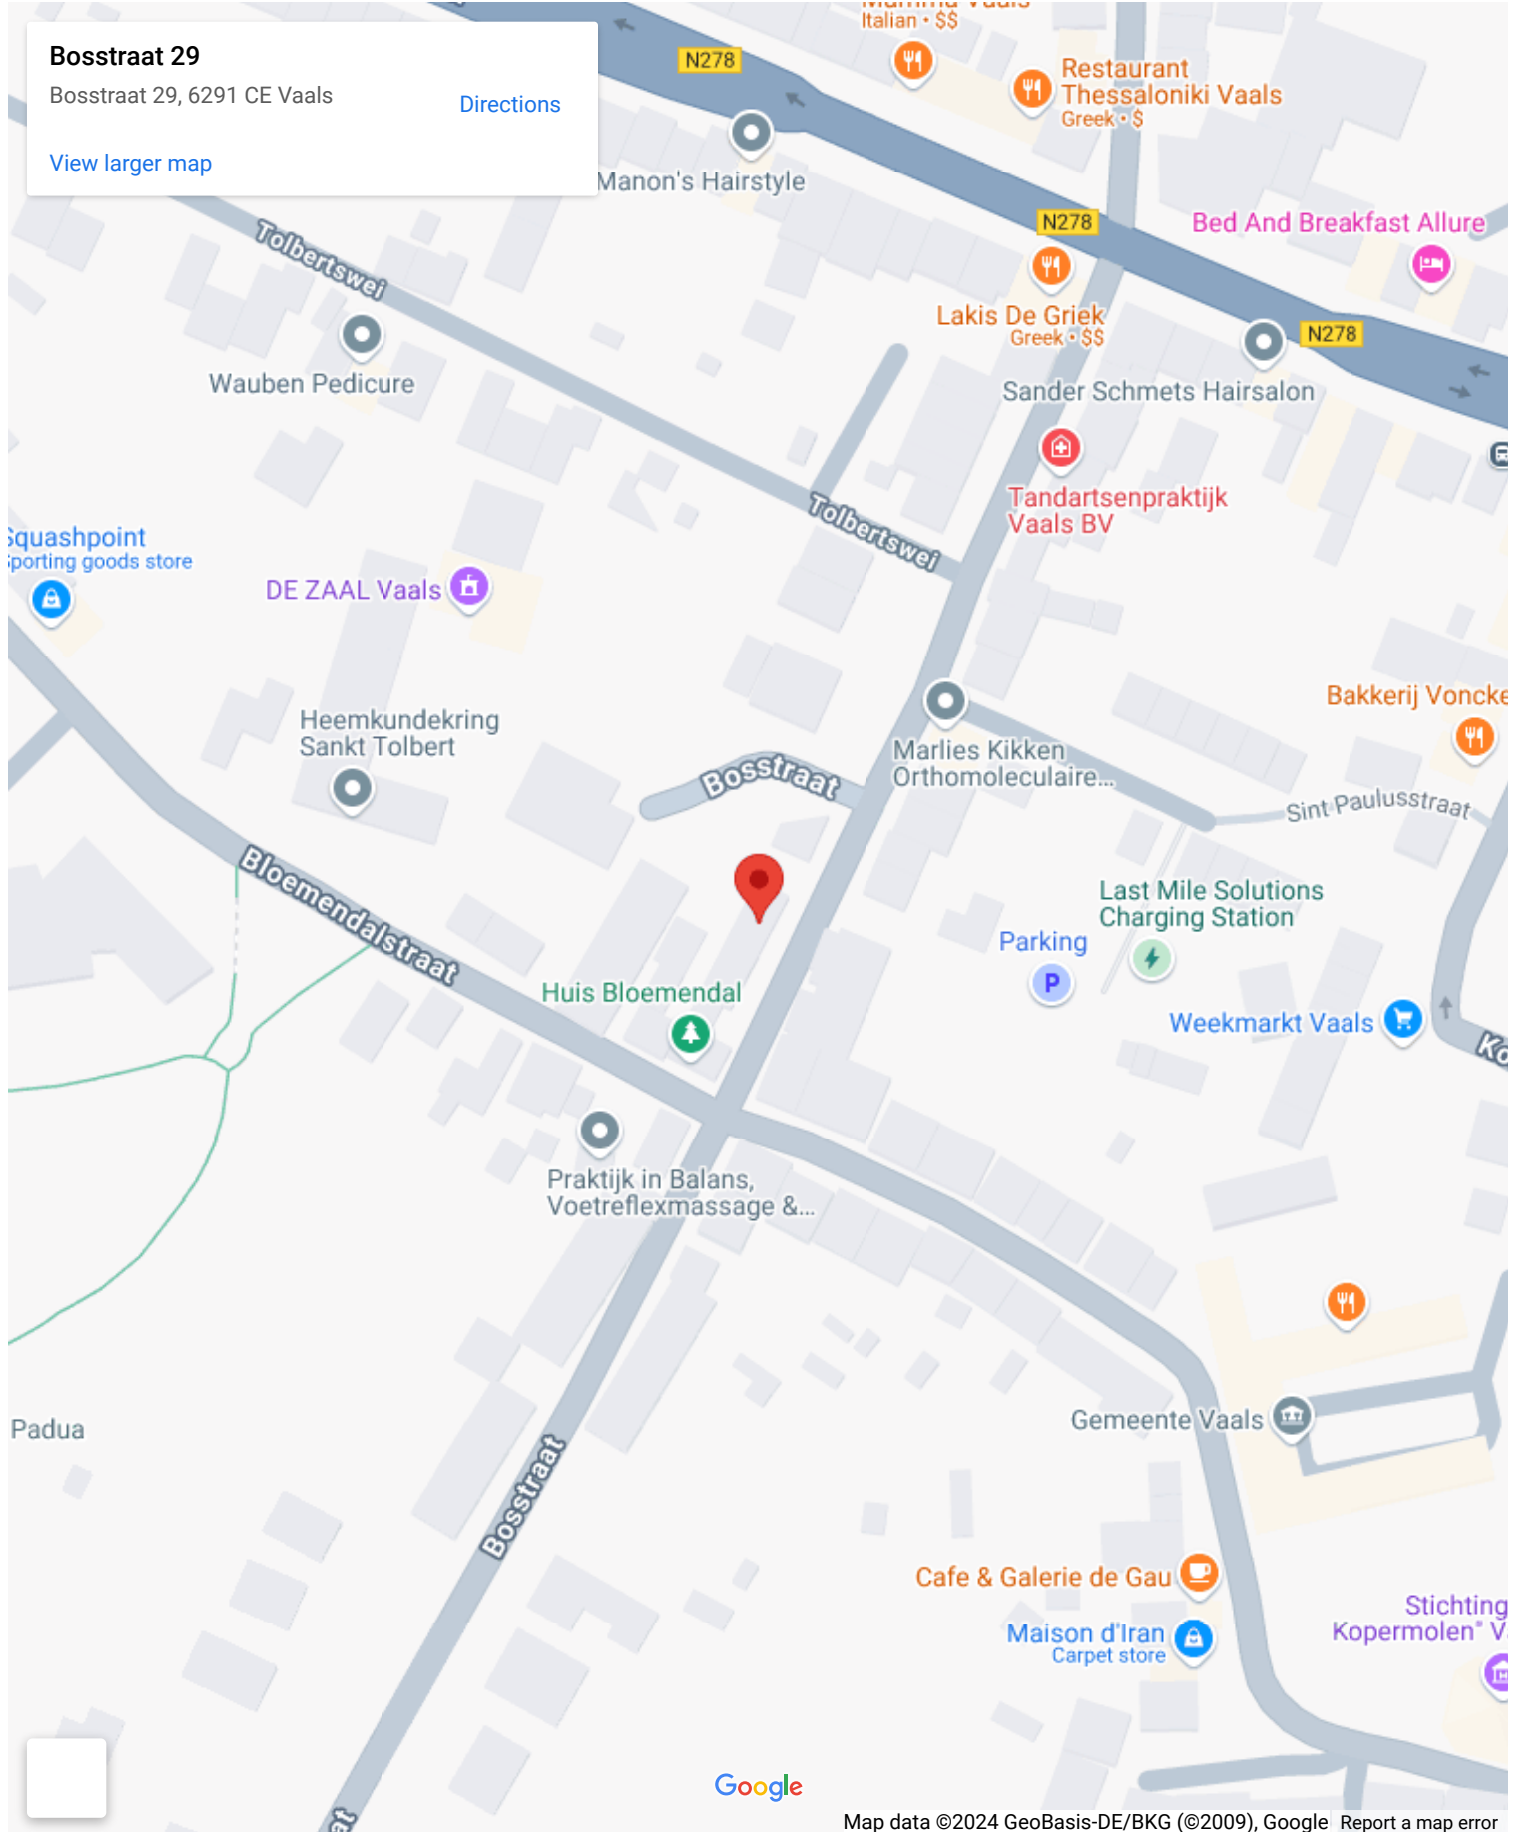 Bosstraat 29
Bosstraat 29, 6291 CE Vaals
Directions
View larger map
Vaals
Italian • $$
N278
Restaurant
Thessaloniki Vaals
Greek • $
Manon's Hairstyle
N278
Bed And Breakfast Allure
Tolbertswei
Lakis De Griek
Greek • $$
N278
Wauben Pedicure
Sander Schmets Hairsalon
Tandartsenpraktijk
Vaals BV
Tolbertswei
Squashpoint
Sporting goods store
DE ZAAL Vaals
Bakkerij Voncke
Heemkundekring
Sankt Tolbert
Marlies Kikken
Orthomoleculaire...
Bosstraat
Sint Paulusstraat
Bloemendalstraat
Last Mile Solutions
Charging Station
Parking
P
Huis Bloemendal
Weekmarkt Vaals
Ko
Praktijk in Balans,
Voetreflexmassage &...
Padua
Gemeente Vaals
Bosstraat
Cafe & Galerie de Gau
Stichting
Kopermolen" V
Maison d'Iran
Carpet store
at
Google
Map data ©2024 GeoBasis-DE/BKG (©2009), Google
Report a map error